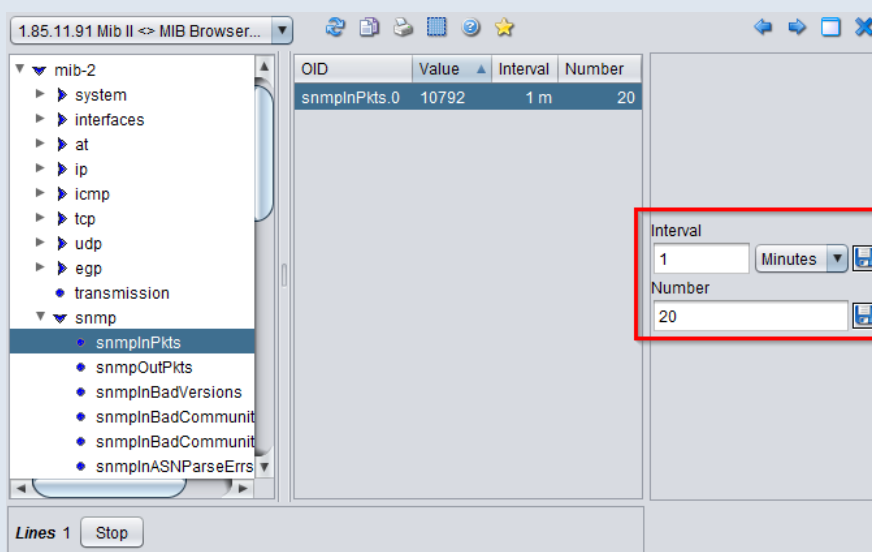 1.85.11.91 Mib II <> MIB Browser...
mib-2
system
interfaces
at
ip
icmp
tcp
udp
egp
transmission
snmp
snmpInPkts
snmpOutPkts
snmpInBadVersions
snmpInBadCommunit
snmpInBadCommunit
snmpInASNParseErrs
OID Value Interval Number
snmpInPkts.0 10792 1 m 20
Interval
1 Minutes
Number
20
Lines 1 Stop